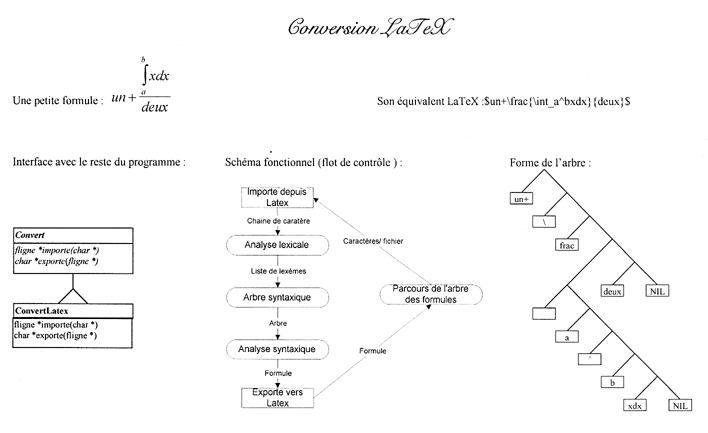 Conversion LaTeX
Une petite formule : un+ \frac{\int_a^b xdx}{deux}
Son équivalent LaTeX :$un+\frac{\int_a^bxdx}{deux}$
Interface avec le reste du programme :
Convert
fligne *importe(char *)
char *exporte(fligne *)
ConvertLatex
fligne *importe(char *)
char *exporte(fligne *)
Schéma fonctionnel (flot de contrôle ) :
Importe depuis
Latex
Chaine de caratère
Caractères/ fichier
Analyse lexicale
Liste de lexèmes
Arbre syntaxique
Parcours de l'arbre
des formules
Arbre
Analyse syntaxique
Formule
Formule
Exporte vers
Latex
Forme de l'arbre :
un+
\
frac
deux
NIL
a
^
b
xdx
NIL